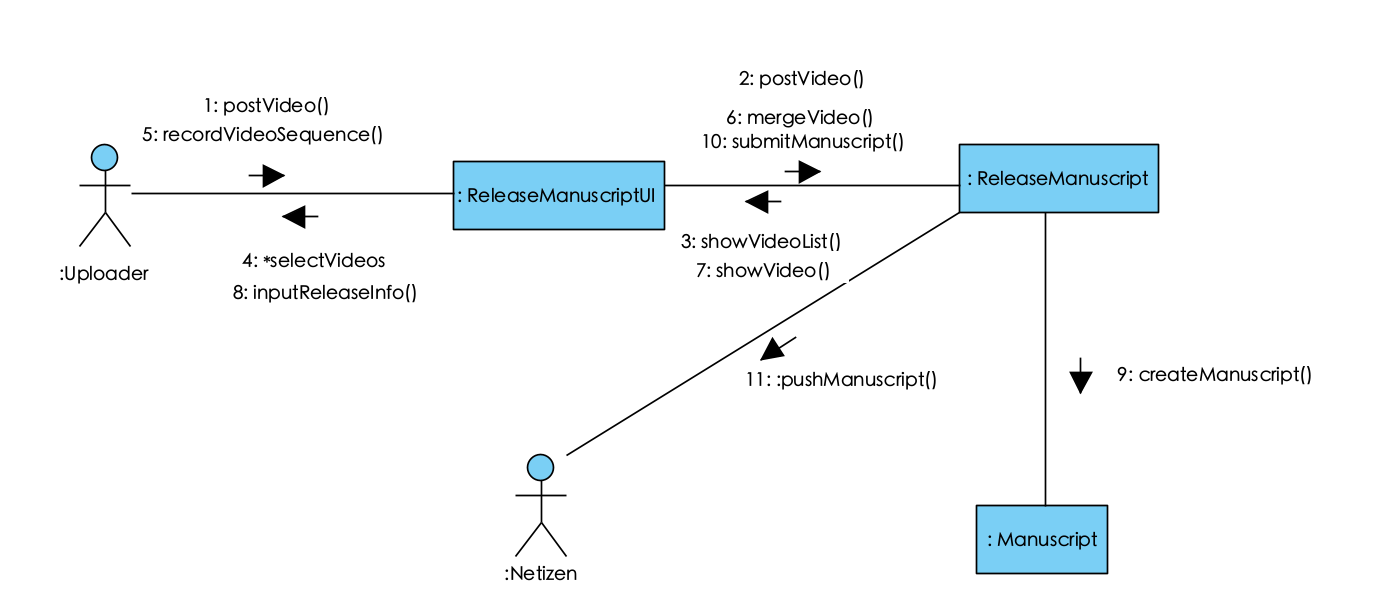 2: postVideo()
1: postVideo()
6: mergeVideo()
5: recordVideoSequence()
10: submitManuscript()
: ReleaseManuscriptUI
: ReleaseManuscript
3: showVideoList()
4: *selectVideos
:Uploader
7: showVideo()
8: inputReleaseInfo()
11: :pushManuscript()
9: createManuscript()
: Manuscript
:Netizen